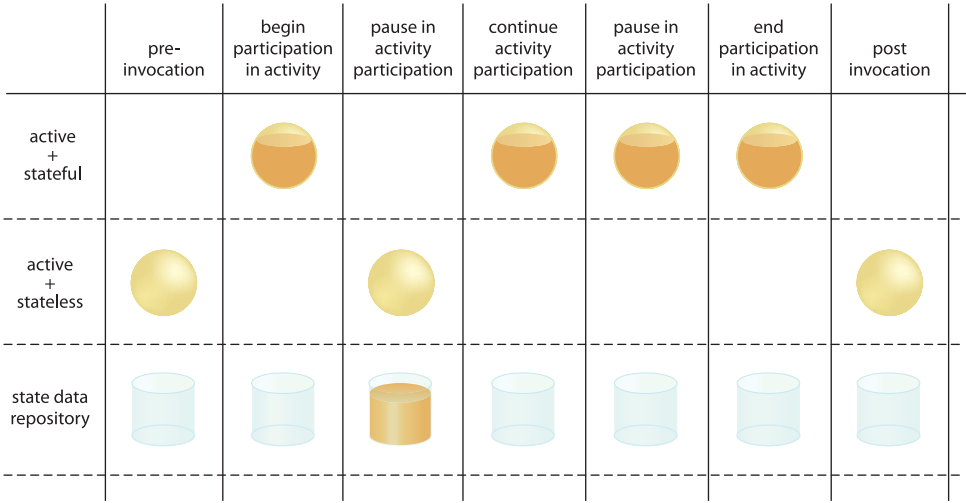 pre-
invocation
begin
participation
in activity
pause in
activity
participation
continue
activity
participation
pause in
activity
participation
end
participation
in activity
post
invocation
active
+
stateful
active
+
stateless
state data
repository